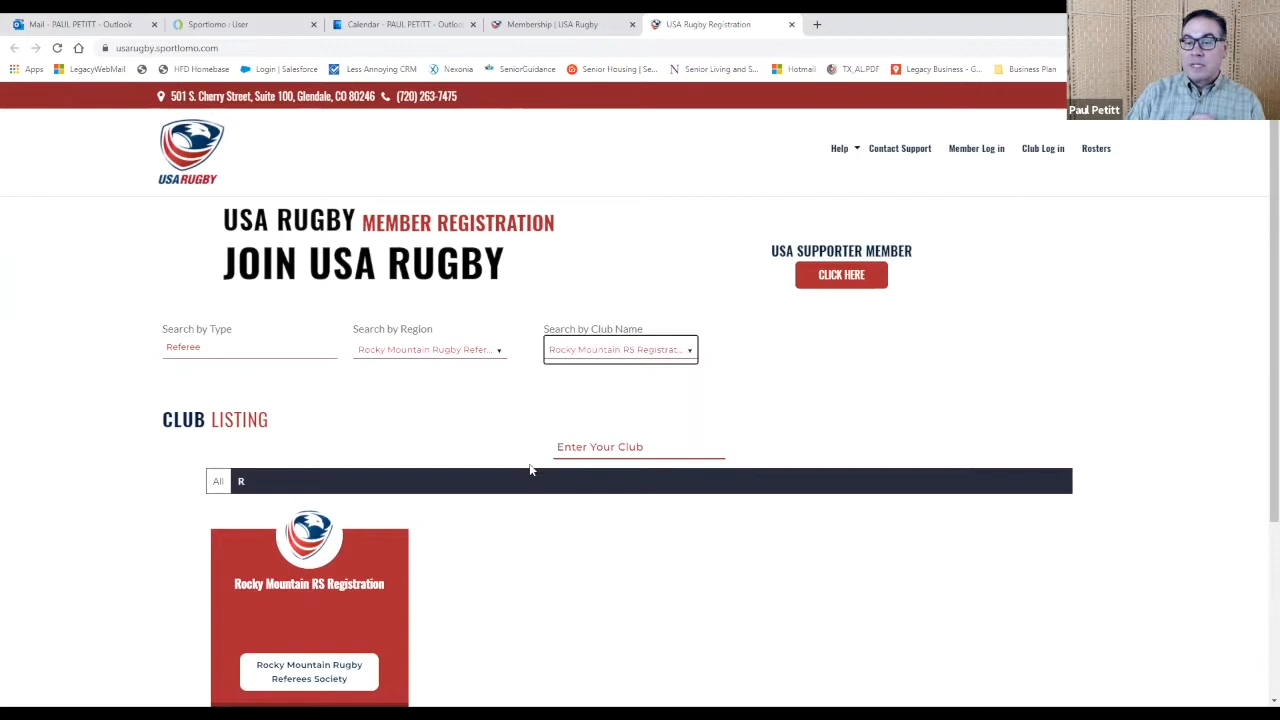 Mail - PAUL PETITT - Outlook
Sportlomo : User
Calendar - PAUL PETITT - Outloo
Membership | USA Rugby
USA Rugby Registration
usarugby.sportlomo.com
Apps
LegacyWebMail
HFD Homebase
Login | Salesforce
Less Annoying CRM
Nexonia
SeniorGuidance
Senior Housing | Se...
Senior Living and S...
Hotmail
TX_AL.PDF
Legacy Business - G...
Business Plan
Paul Petitt
501 S. Cherry Street, Suite 100, Glendale, CO 80246
(720) 263-7475
USA RUGBY
Help
Contact Support
Member Log in
Club Log in
Rosters
USA RUGBY MEMBER REGISTRATION
JOIN USA RUGBY
USA SUPPORTER MEMBER
CLICK HERE
Search by Type
Search by Region
Search by Club Name
Referee
Rocky Mountain Rugby Refer...
Rocky Mountain RS Registrat...
CLUB LISTING
Enter Your Club
All
R
Rocky Mountain RS Registration
Rocky Mountain Rugby
Referees Society